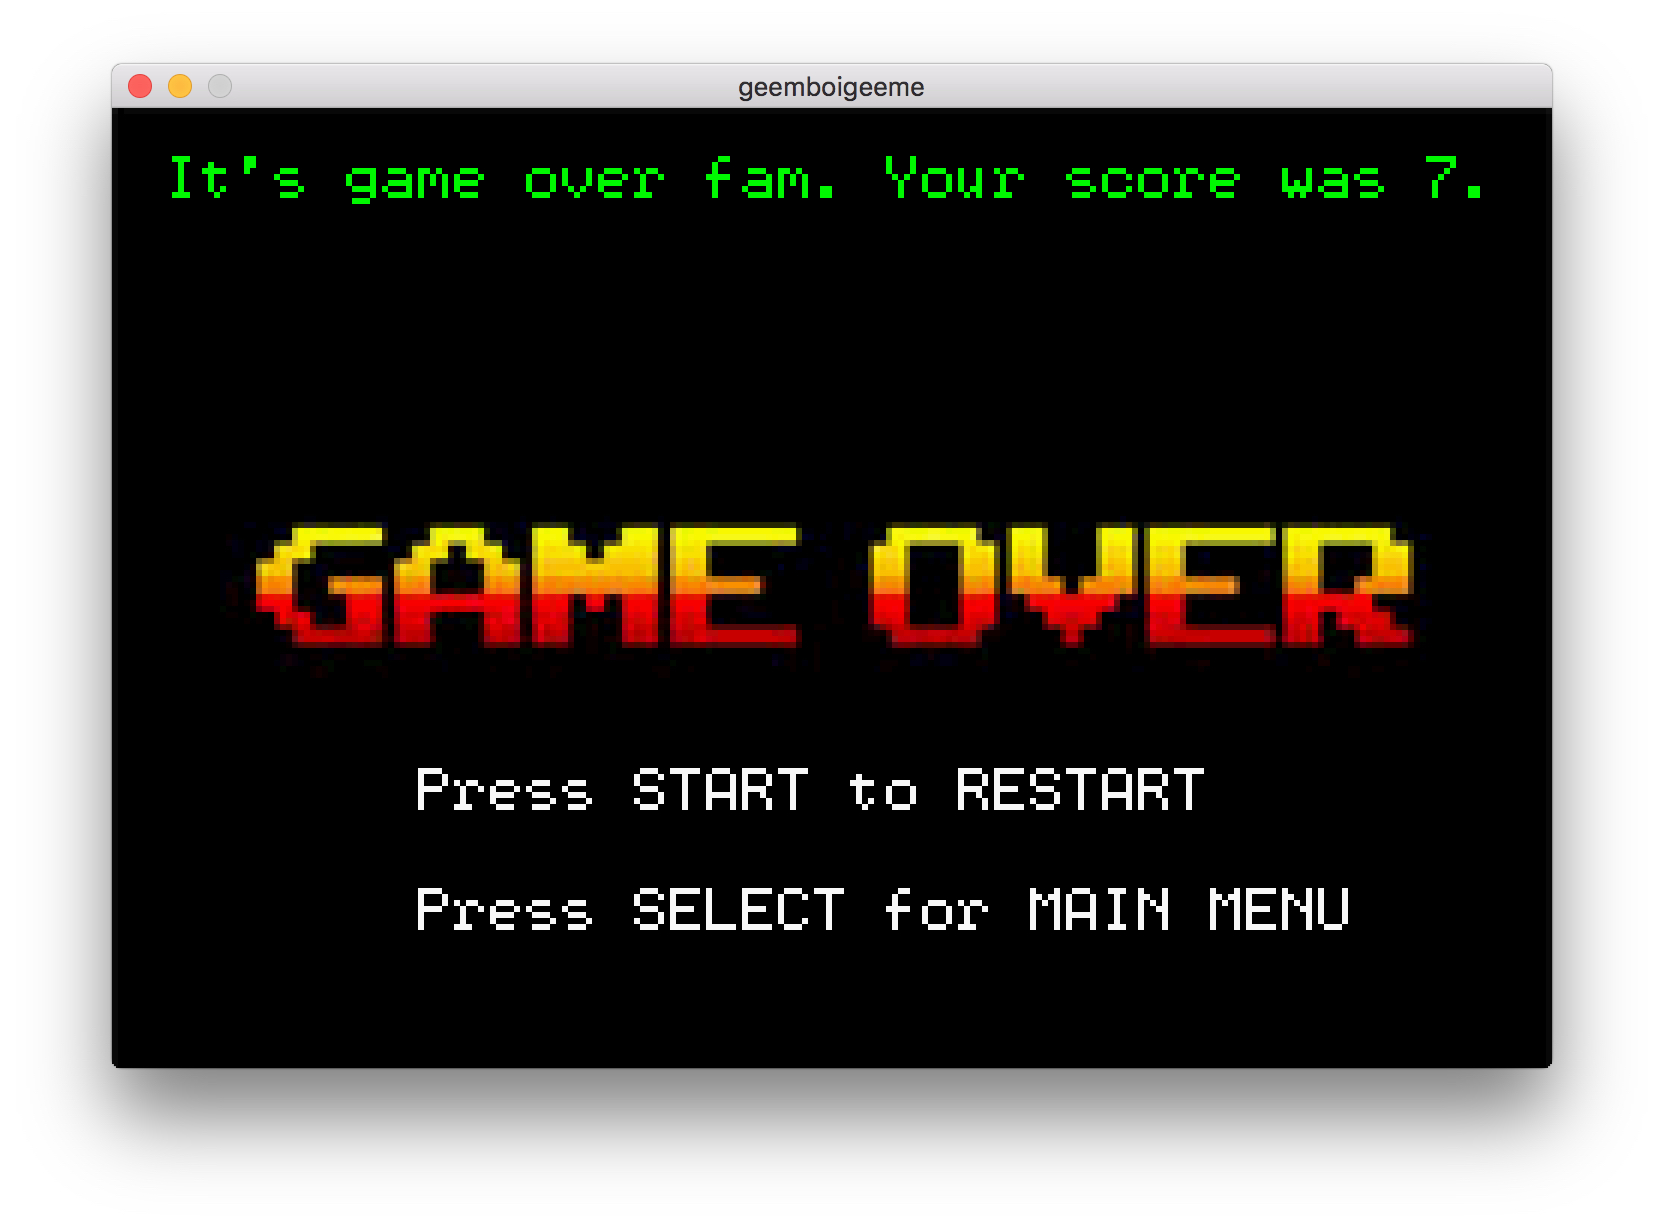 geemboigeeme
It's game over fam. Your score was 7.
GAME OVER
Press START to RESTART
Press SELECT for MAIN MENU